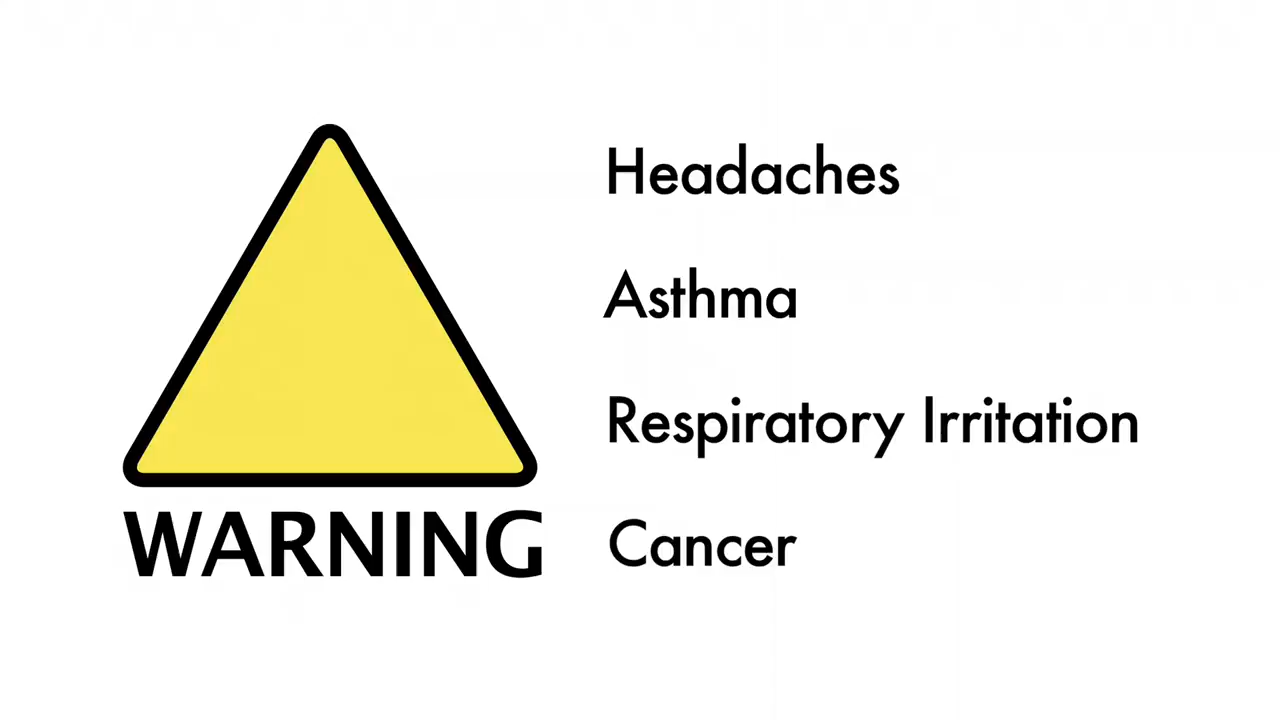 WARNING
Headaches
Asthma
Respiratory Irritation
Cancer